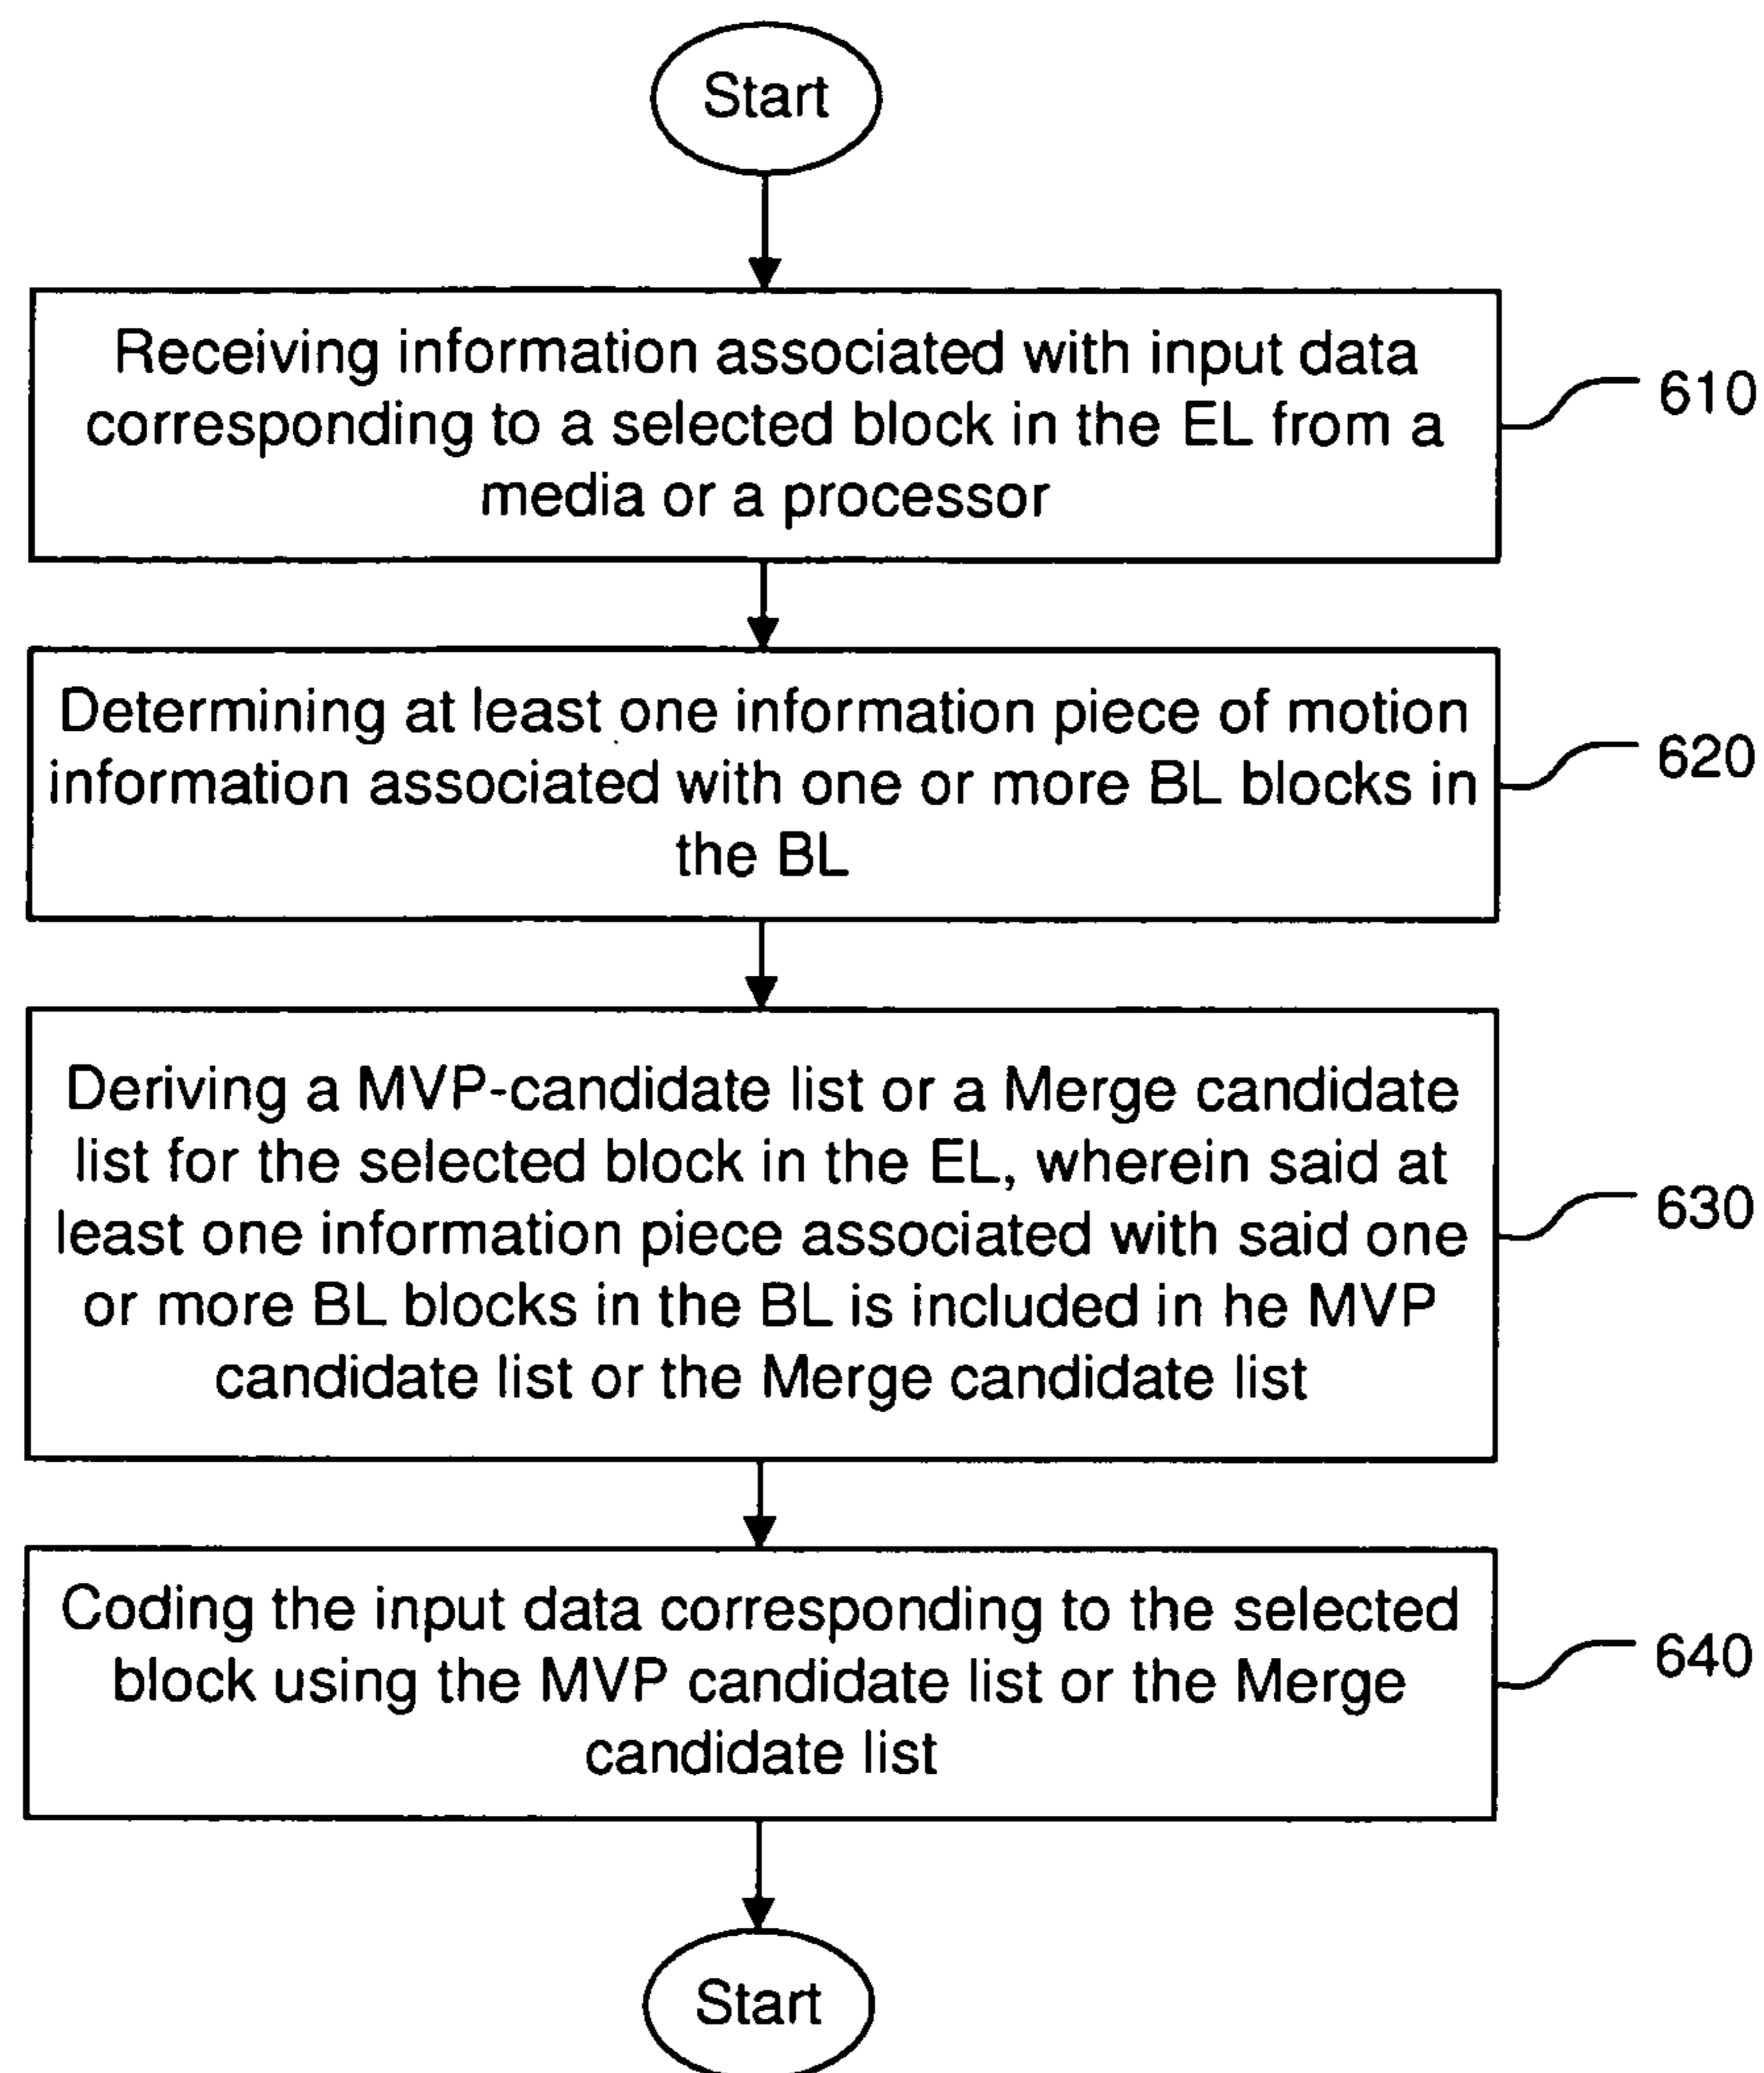 Start
Receiving information associated with input data
corresponding to a selected block in the EL from a
media or a processor
610
Determining at least one information piece of motion
information associated with one or more BL blocks in
the BL
620
Deriving a MVP-candidate list or a Merge candidate
list for the selected block in the EL, wherein said at
least one information piece associated with said one
or more BL blocks in the BL is included in he MVP
candidate list or the Merge candidate list
630
Coding the input data corresponding to the selected
block using the MVP candidate list or the Merge
candidate list
640
Start